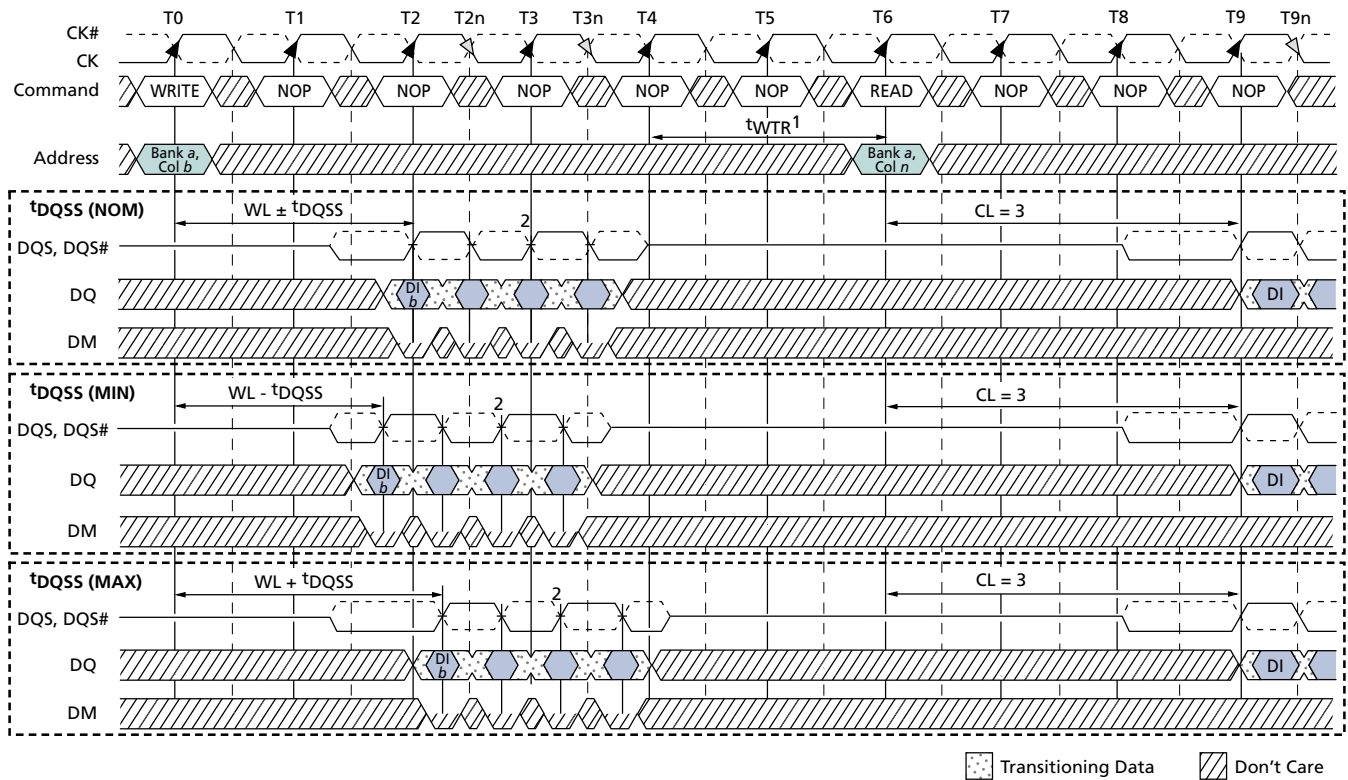 T0 T1 T2 T2n T3 T3n T4 T5 T6 T7 T8 T9 T9n
CK#
CK
Command WRITE NOP NOP NOP NOP NOP READ NOP NOP NOP
tWTR1
Address Bank a, Col b Bank a, Col n
tDQSS (NOM) WL ± tDQSS 2 CL = 3
DQS, DQS#
DQ DI b DI
DM
tDQSS (MIN) WL - tDQSS 2 CL = 3
DQS, DQS#
DQ DI b DI
DM
tDQSS (MAX) WL + tDQSS 2 CL = 3
DQS, DQS#
DQ DI b DI
DM
Transitioning Data Don't Care